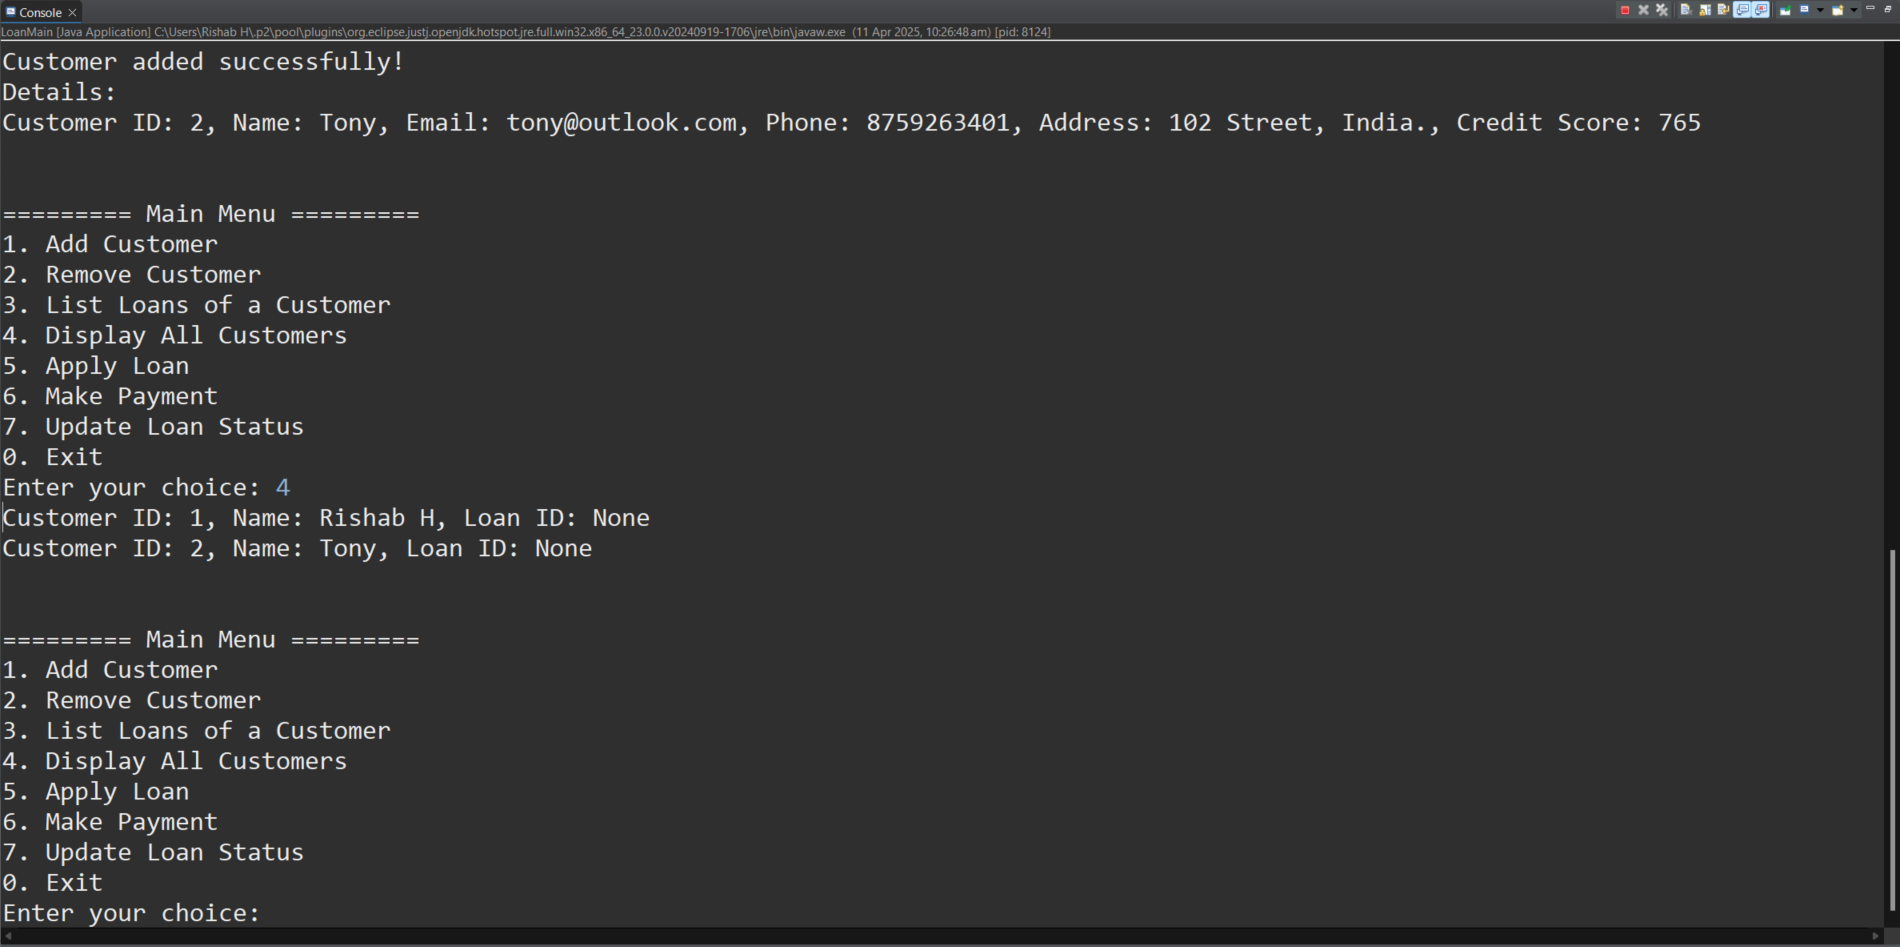 Console
LoanMain [Java Application] C:\Users\Rishab H\.p2\pool\plugins\org.eclipse.justj.openjdk.hotspot.jre.full.win32.x86_64_23.0.0.v20240919-1706\jre\bin\javaw.exe (11 Apr 2025, 10:26:48 am) [pid: 8124]
Customer added successfully!
Details:
Customer ID: 2, Name: Tony, Email: tony@outlook.com, Phone: 8759263401, Address: 102 Street, India., Credit Score: 765
========= Main Menu =========
1. Add Customer
2. Remove Customer
3. List Loans of a Customer
4. Display All Customers
5. Apply Loan
6. Make Payment
7. Update Loan Status
0. Exit
Enter your choice: 4
Customer ID: 1, Name: Rishab H, Loan ID: None
Customer ID: 2, Name: Tony, Loan ID: None
========= Main Menu =========
1. Add Customer
2. Remove Customer
3. List Loans of a Customer
4. Display All Customers
5. Apply Loan
6. Make Payment
7. Update Loan Status
0. Exit
Enter your choice: